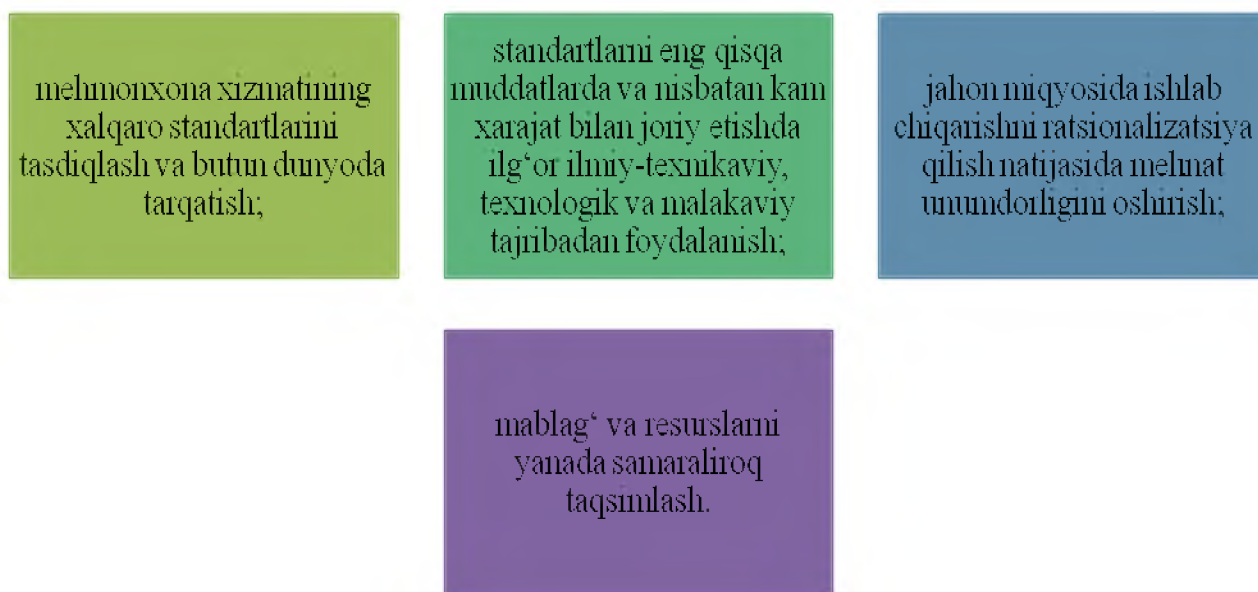 mehmonxona xizmatining
xalqaro standartlarini
tasdiqlash va butun dunyoda
tarqatish;
standartlarni eng qisqa
muddatlarda va nisbatan kam
xarajat bilan joriy etishda
ilg‘or ilmiy-texnikaviy,
texnologik va malakaviy
tajribadan foydalanish;
jahon miqyosida ishlab
chiqarishni ratsionalizatsiya
qilish natijasida mehnat
unumdorligini oshirish;
mablag‘ va resurslarni
yanada samaraliroq
taqsimlash.